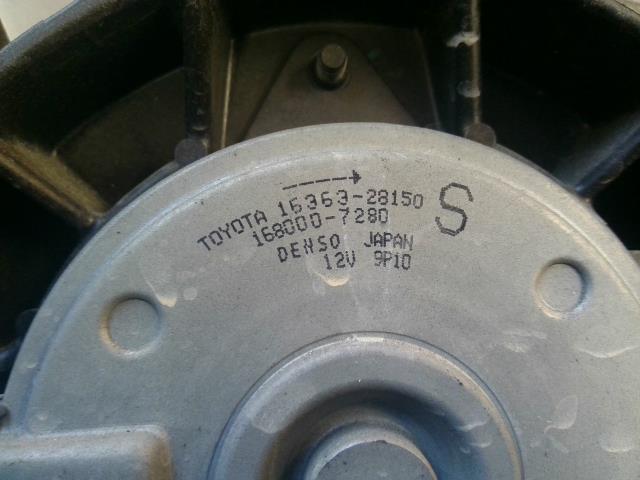 TOYOTA 16363-28150 S
168000-7280
DENSO JAPAN
12V 9P10